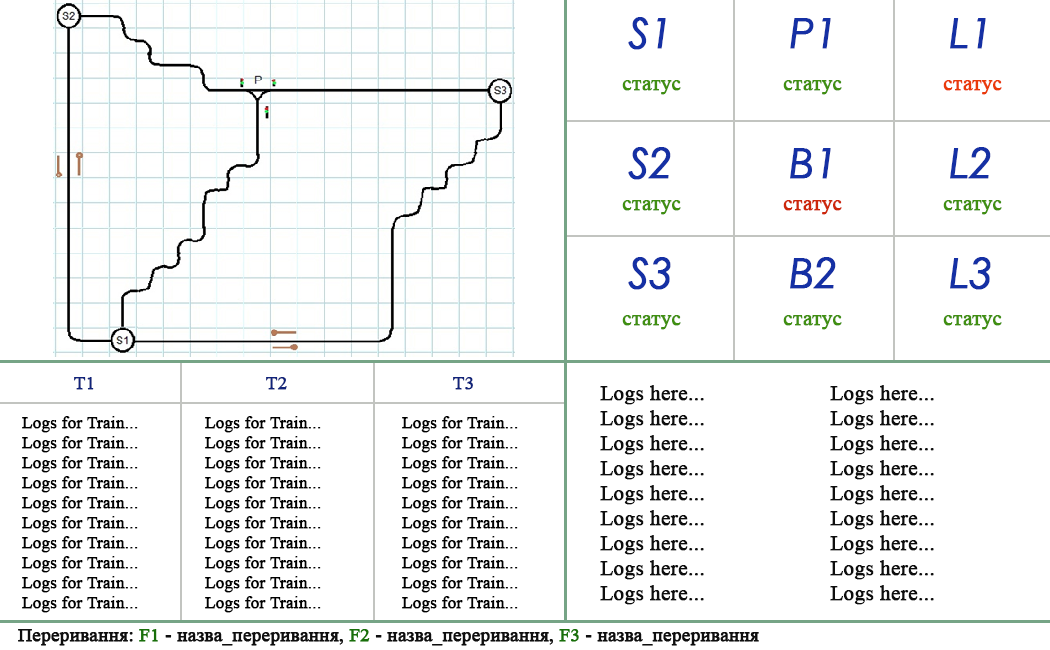 S2
P
S3
S1
S1 P1 L1
статус статус статус
S2 B1 L2
статус статус статус
S3 B2 L3
статус статус статус
T1 T2 T3
Logs for Train... Logs for Train... Logs for Train...
Logs for Train... Logs for Train... Logs for Train...
Logs for Train... Logs for Train... Logs for Train...
Logs for Train... Logs for Train... Logs for Train...
Logs for Train... Logs for Train... Logs for Train...
Logs for Train... Logs for Train... Logs for Train...
Logs for Train... Logs for Train... Logs for Train...
Logs for Train... Logs for Train... Logs for Train...
Logs for Train... Logs for Train... Logs for Train...
Logs for Train... Logs for Train... Logs for Train...
Logs here... Logs here...
Logs here... Logs here...
Logs here... Logs here...
Logs here... Logs here...
Logs here... Logs here...
Logs here... Logs here...
Logs here... Logs here...
Logs here... Logs here...
Logs here... Logs here...
Переривання: F1 - назва_переривання, F2 - назва_переривання, F3 - назва_переривання